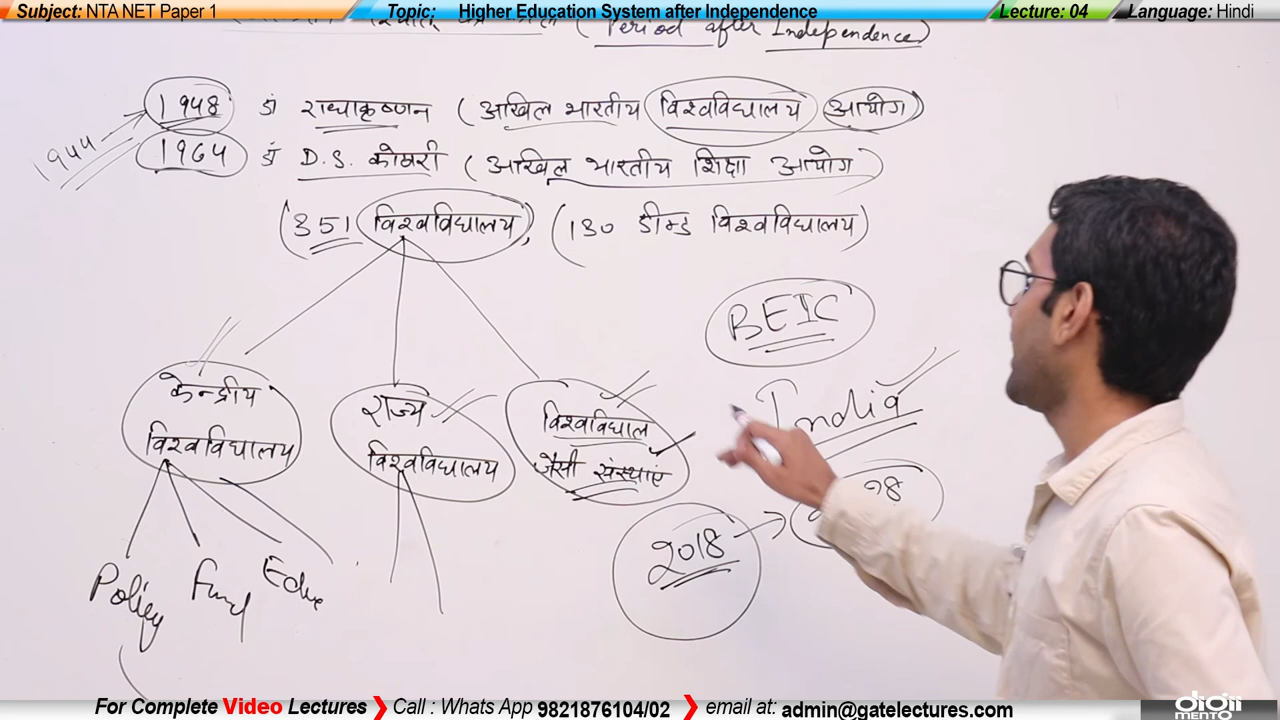 Subject: NTA NET Paper 1
Topic: Higher Education System after Independence
Lecture: 04
Language: Hindi
(Period after Independence)
1948 डॉ राधाकृष्णन (अखिल भारतीय विश्वविद्यालय आयोग)
1944
1964 डॉ D.S. कोठारी (अखिल भारतीय शिक्षा आयोग)
(351 विश्वविद्यालय), (130 डीम्ड विश्वविद्यालय)
BEIC
India
केन्द्रीय
विश्वविद्यालय
राज्य
विश्वविद्यालय
विश्वविद्याल
जैसी संस्थाएं
2018
Policy Fund
For Complete Video Lectures ❯ Call : Whats App 9821876104/02 ❯ email at: admin@gatelectures.com
digii
MENTO